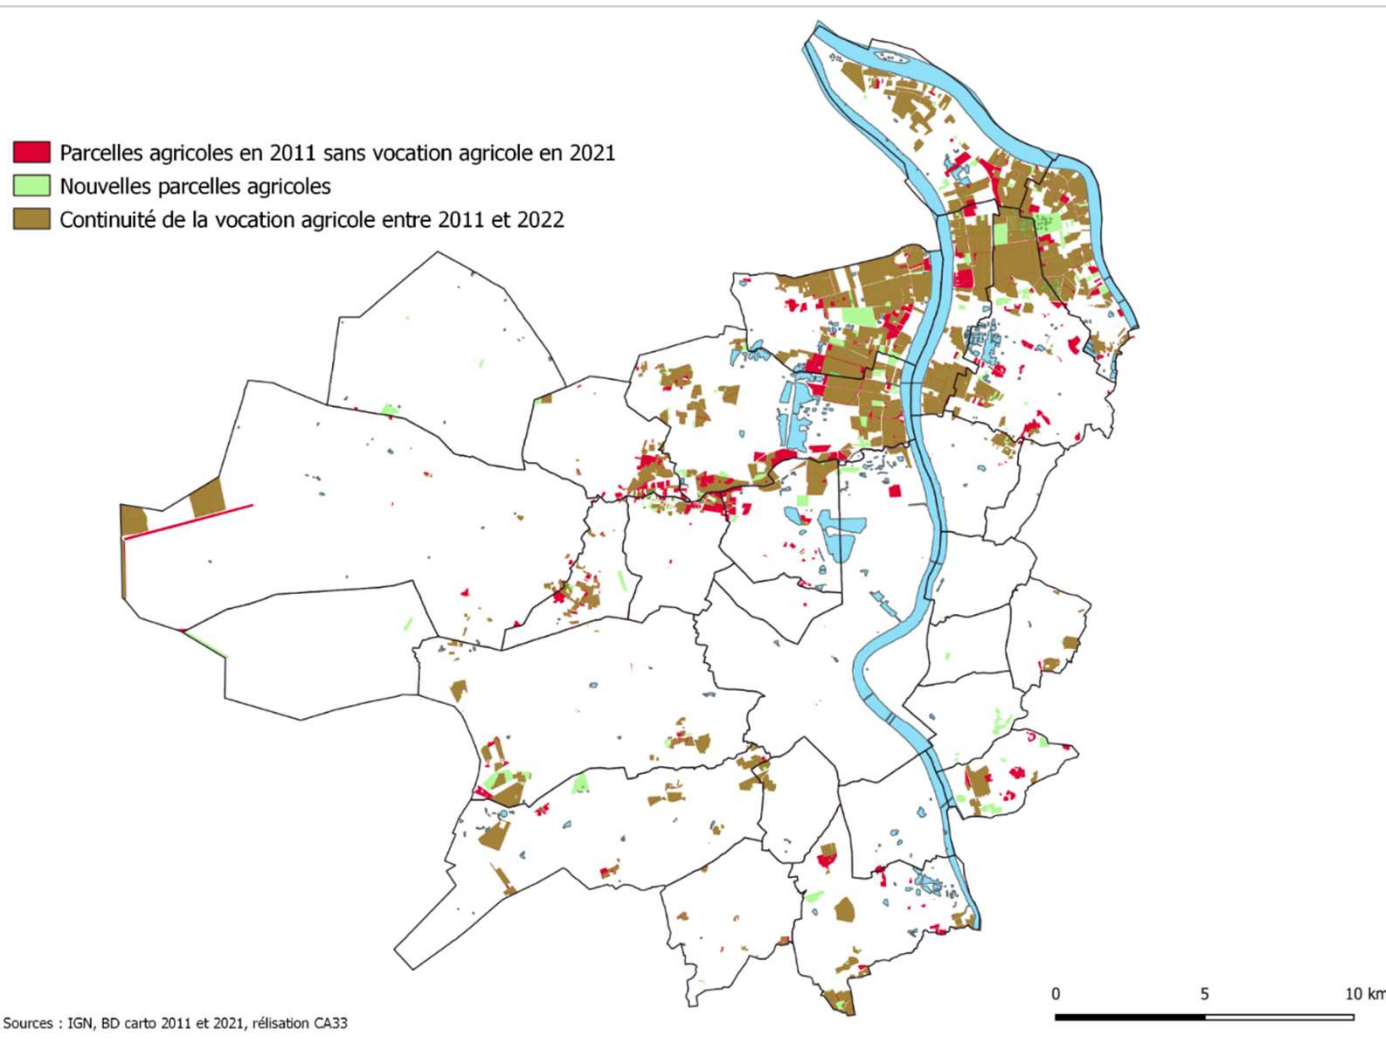 Parcelles agricoles en 2011 sans vocation agricole en 2021
Nouvelles parcelles agricoles
Continuité de la vocation agricole entre 2011 et 2022
0 5 10 km
Sources : IGN, BD carto 2011 et 2021, rélisation CA33